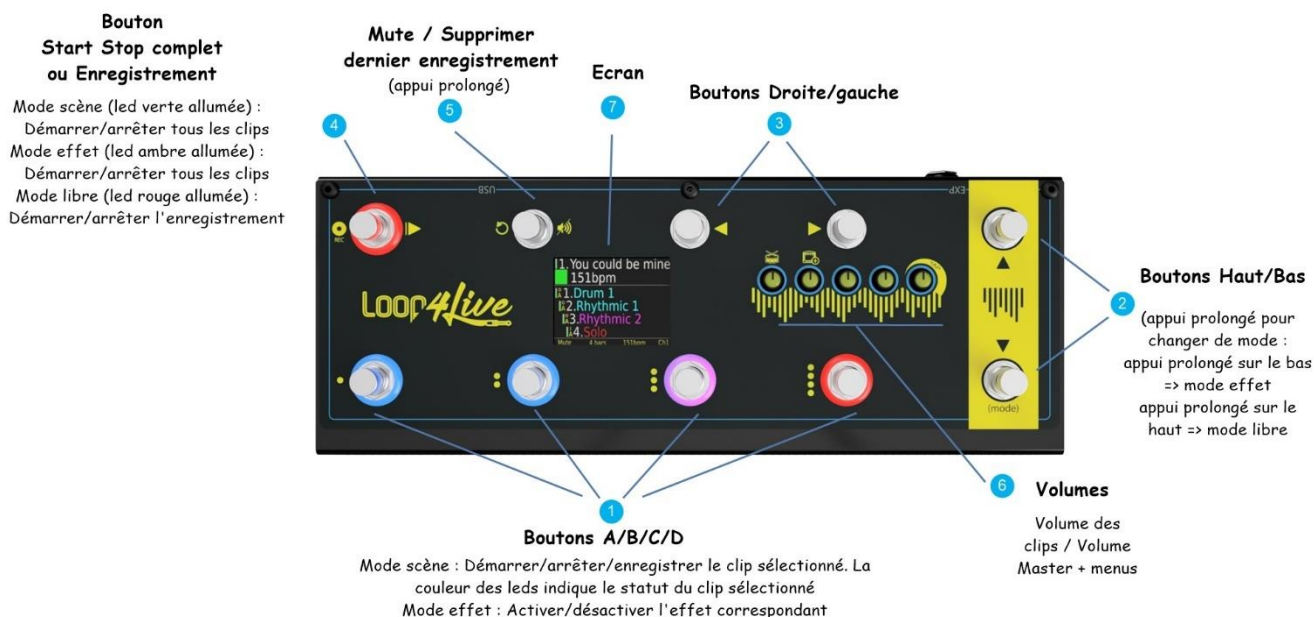 Bouton
Start Stop complet
ou Enregistrement
Mode scène (led verte allumée) :
Démarrer/arrêter tous les clips
Mode effet (led ambre allumée) :
Démarrer/arrêter tous les clips
Mode libre (led rouge allumée) :
Démarrer/arrêter l'enregistrement
4
Mute / Supprimer
dernier enregistrement
(appui prolongé)
5
Ecran
7
Boutons Droite/gauche
3
USB
EXP
REC
LOOP4Live
1. You could be mine
151bpm
1.Drum 1
2.Rhythmic 1
3.Rhythmic 2
4.Solo
Mute 4 bars 151bpm Ch1
(mode)
2
Boutons Haut/Bas
(appui prolongé pour
changer de mode :
appui prolongé sur le bas
=> mode effet
appui prolongé sur le
haut => mode libre
6 Volumes
Volume des
clips / Volume
Master + menus
1
Boutons A/B/C/D
Mode scène : Démarrer/arrêter/enregistrer le clip sélectionné. La
couleur des leds indique le statut du clip sélectionné
Mode effet : Activer/désactiver l'effet correspondant